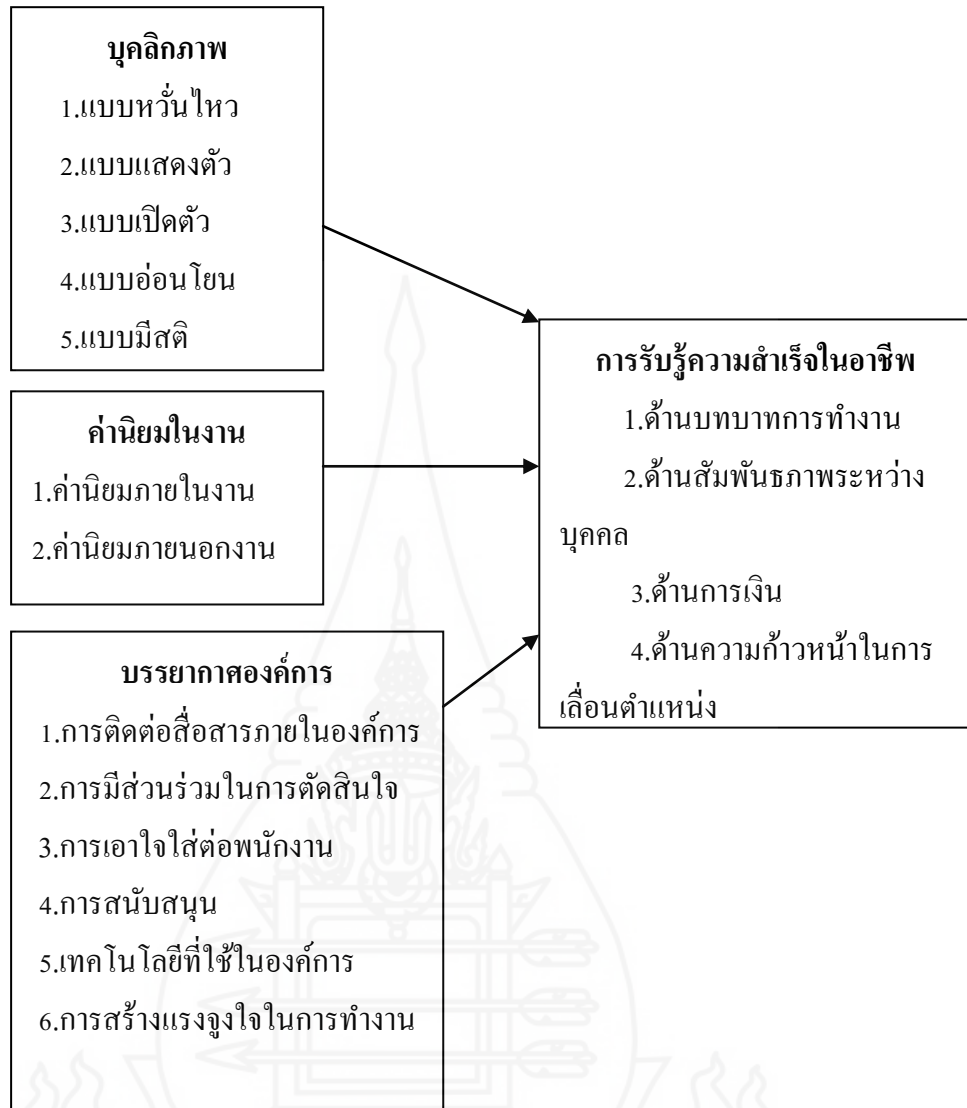 บุคลิกภาพ
1.แบบหวั่นไหว
2.แบบแสดงตัว
3.แบบเปิดตัว
4.แบบอ่อนโยน
5.แบบมีสติ
ค่านิยมในงาน
1.ค่านิยมภายในงาน
2.ค่านิยมภายนอกงาน
บรรยากาศองค์การ
1.การติดต่อสื่อสารภายในองค์การ
2.การมีส่วนร่วมในการตัดสินใจ
3.การเอาใจใส่ต่อพนักงาน
4.การสนับสนุน
5.เทคโนโลยีที่ใช้ในองค์การ
6.การสร้างแรงจูงใจในการทำงาน
การรับรู้ความสำเร็จในอาชีพ
1.ด้านบทบาทการทำงาน
2.ด้านสัมพันธภาพระหว่าง
บุคคล
3.ด้านการเงิน
4.ด้านความก้าวหน้าในการ
เลื่อนตำแหน่ง